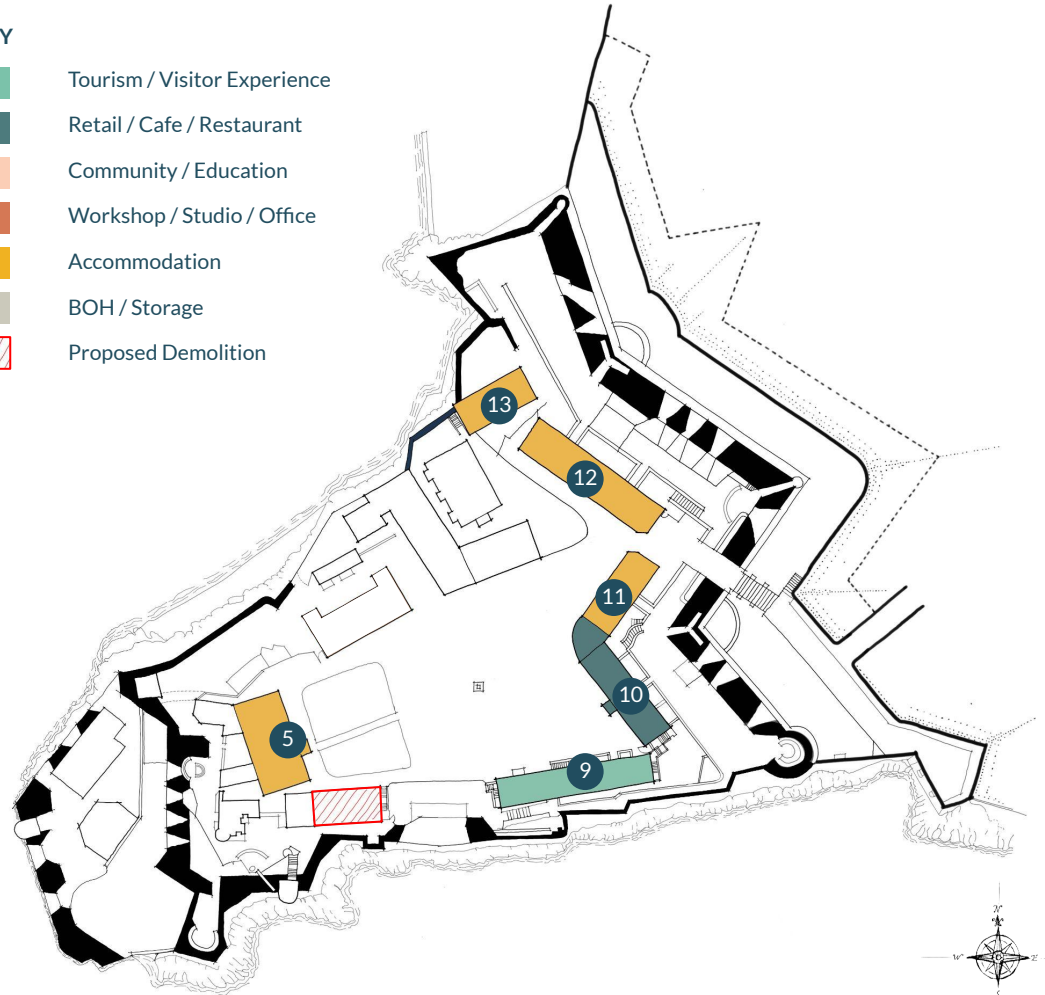 Y
Tourism / Visitor Experience
Retail / Cafe / Restaurant
Community / Education
Workshop / Studio / Office
Accommodation
BOH / Storage
Proposed Demolition
13
12
11
10
9
5
N
W
E
S